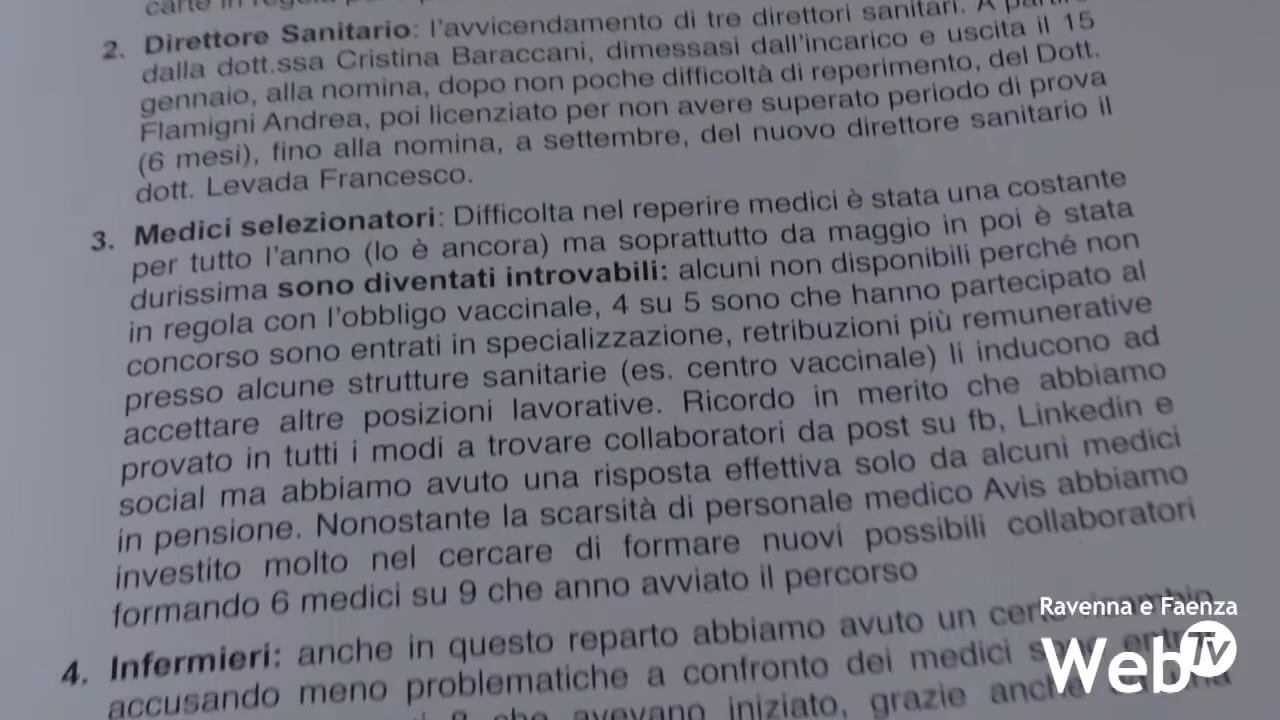 carte in regola
2. Direttore Sanitario: l'avvicendamento di tre direttori sanitari. A partire
dalla dott.ssa Cristina Baraccani, dimessasi dall'incarico e uscita il 15
gennaio, alla nomina, dopo non poche difficoltà di reperimento, del Dott.
Flamigni Andrea, poi licenziato per non avere superato periodo di prova
(6 mesi), fino alla nomina, a settembre, del nuovo direttore sanitario il
dott. Levada Francesco.
3. Medici selezionatori: Difficolta nel reperire medici è stata una costante
per tutto l'anno (lo è ancora) ma soprattutto da maggio in poi è stata
durissima sono diventati introvabili: alcuni non disponibili perché non
in regola con l'obbligo vaccinale, 4 su 5 sono che hanno partecipato al
concorso sono entrati in specializzazione, retribuzioni più remunerative
presso alcune strutture sanitarie (es. centro vaccinale) li inducono ad
accettare altre posizioni lavorative. Ricordo in merito che abbiamo
provato in tutti i modi a trovare collaboratori da post su fb, Linkedin e
social ma abbiamo avuto una risposta effettiva solo da alcuni medici
in pensione. Nonostante la scarsità di personale medico Avis abbiamo
investito molto nel cercare di formare nuovi possibili collaboratori
formando 6 medici su 9 che anno avviato il percorso
4. Infermieri: anche in questo reparto abbiamo avuto un certo ricambio
accusando meno problematiche a confronto dei medici
8 che avevano iniziato, grazie anche
Ravenna e Faenza
Web Tv